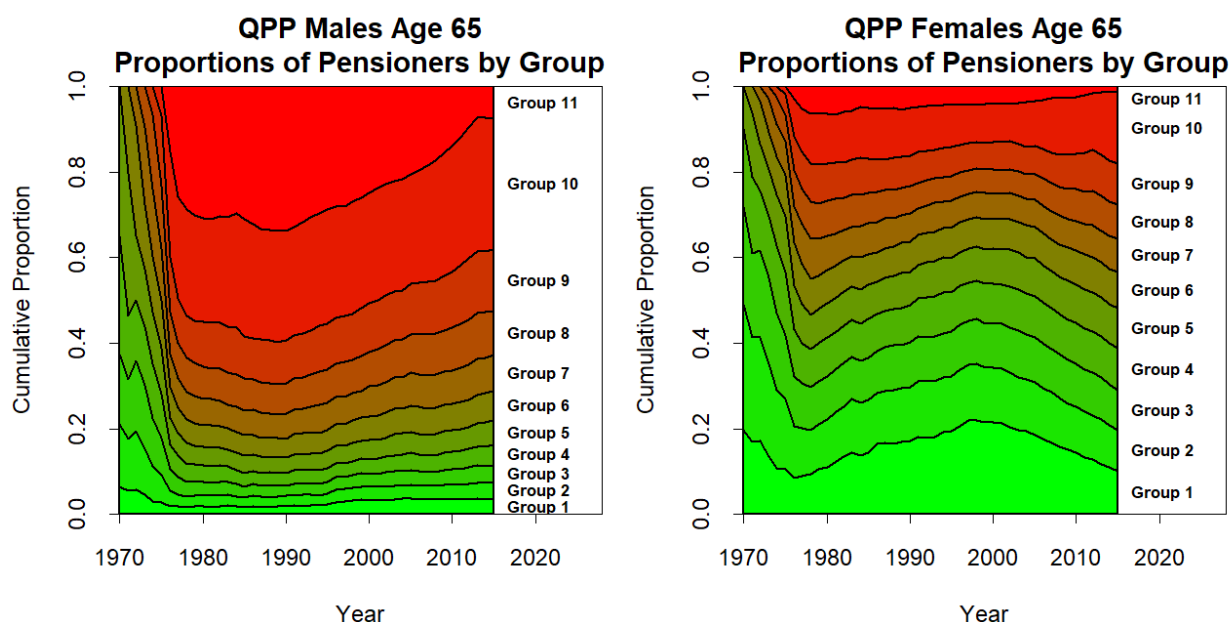 QPP Males Age 65
Proportions of Pensioners by Group
Cumulative Proportion
1.0
0.8
0.6
0.4
0.2
0.0
Group 11
Group 10
Group 9
Group 8
Group 7
Group 6
Group 5
Group 4
Group 3
Group 2
Group 1
1970 1980 1990 2000 2010 2020
Year
QPP Females Age 65
Proportions of Pensioners by Group
Cumulative Proportion
1.0
0.8
0.6
0.4
0.2
0.0
Group 11
Group 10
Group 9
Group 8
Group 7
Group 6
Group 5
Group 4
Group 3
Group 2
Group 1
1970 1980 1990 2000 2010 2020
Year